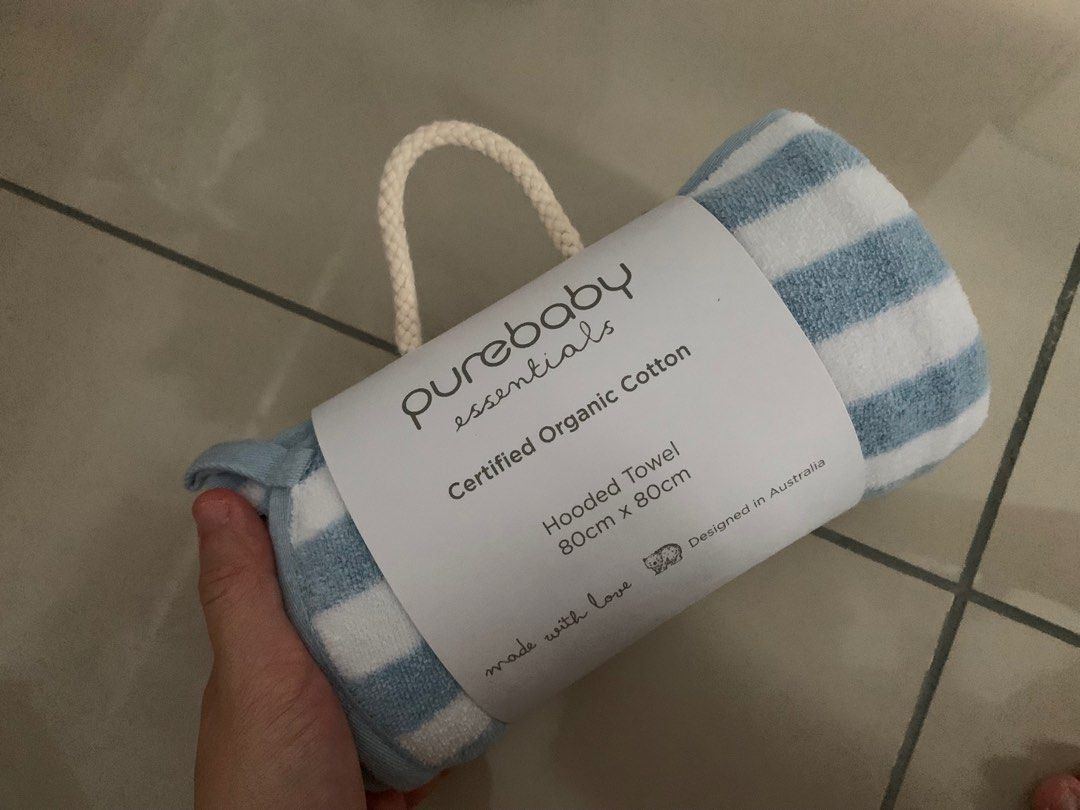 purebaby
essentials
Certified Organic Cotton
Hooded Towel
80cm x 80cm
made with love
Designed in Australia